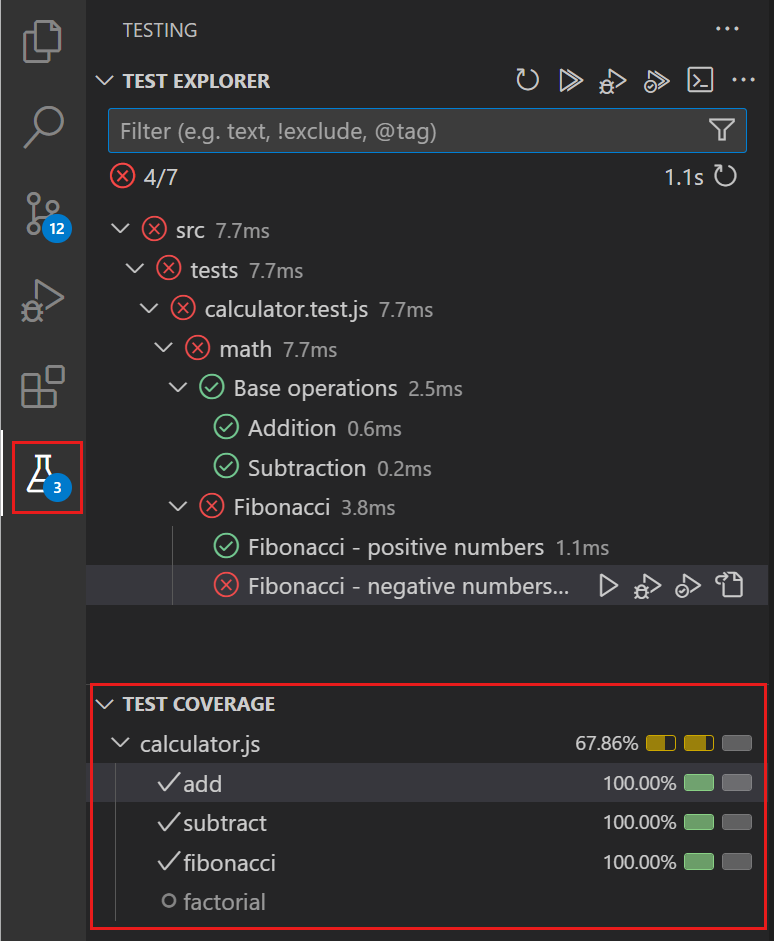 TESTING
TEST EXPLORER
Filter (e.g. text, !exclude, @tag)
4/7 1.1s
src 7.7ms
12
tests 7.7ms
calculator.test.js 7.7ms
math 7.7ms
Base operations 2.5ms
Addition 0.6ms
Subtraction 0.2ms
3
Fibonacci 3.8ms
Fibonacci - positive numbers 1.1ms
Fibonacci - negative numbers...
TEST COVERAGE
calculator.js 67.86%
add 100.00%
subtract 100.00%
fibonacci 100.00%
factorial